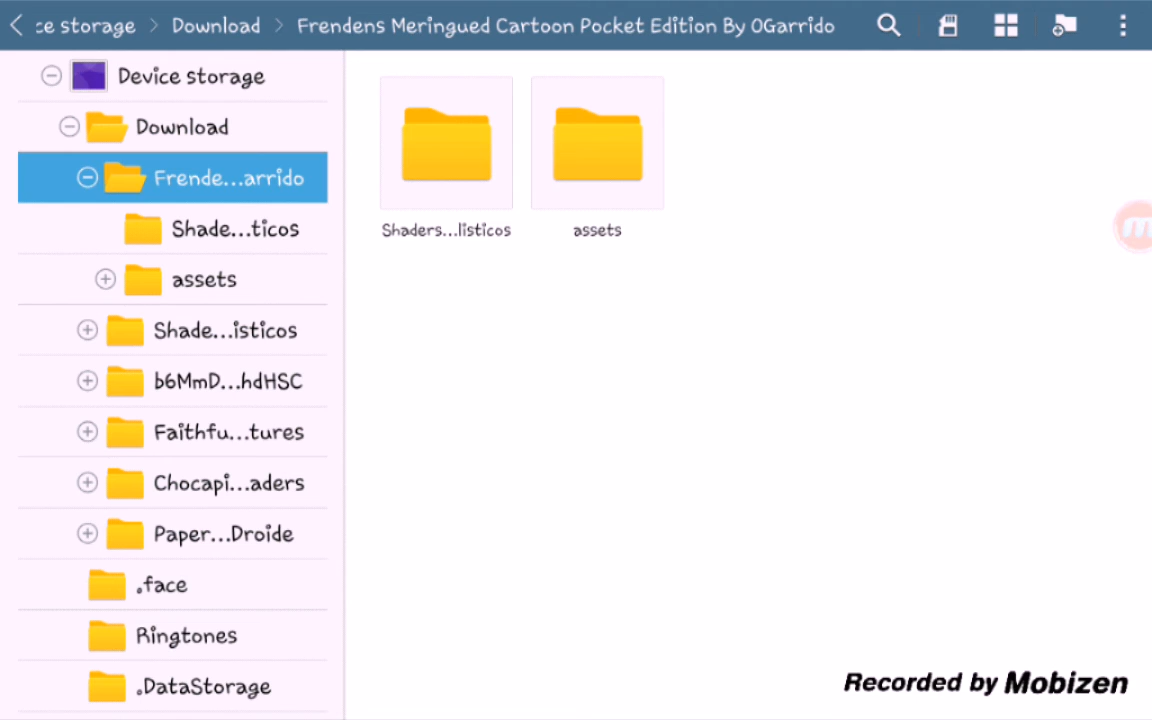 ce storage > Download > Frendens Meringued Cartoon Pocket Edition By OGarrido
Device storage
Download
Frende...arrido
Shade...ticos
assets
Shade...isticos
b6MmD...hdHSC
Faithfu...tures
Chocapi...aders
Paper...Droide
.face
Ringtones
.DataStorage
Shaders...listicos
assets
m
Recorded by Mobizen